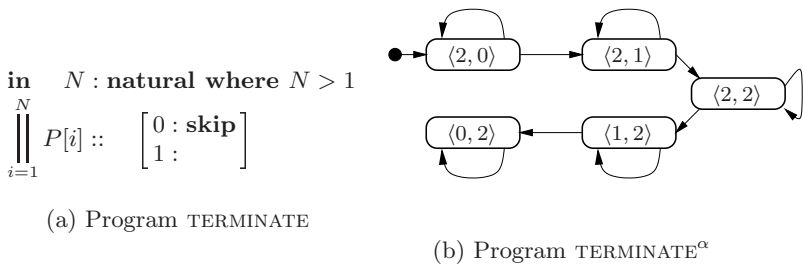 in N : natural where N > 1
N
‖ P[i] :: [ 0 : skip
1 : ]
i=1
(a) Program TERMINATE
⟨2, 0⟩ ⟨2, 1⟩
⟨2, 2⟩
⟨0, 2⟩ ⟨1, 2⟩
(b) Program TERMINATE^α